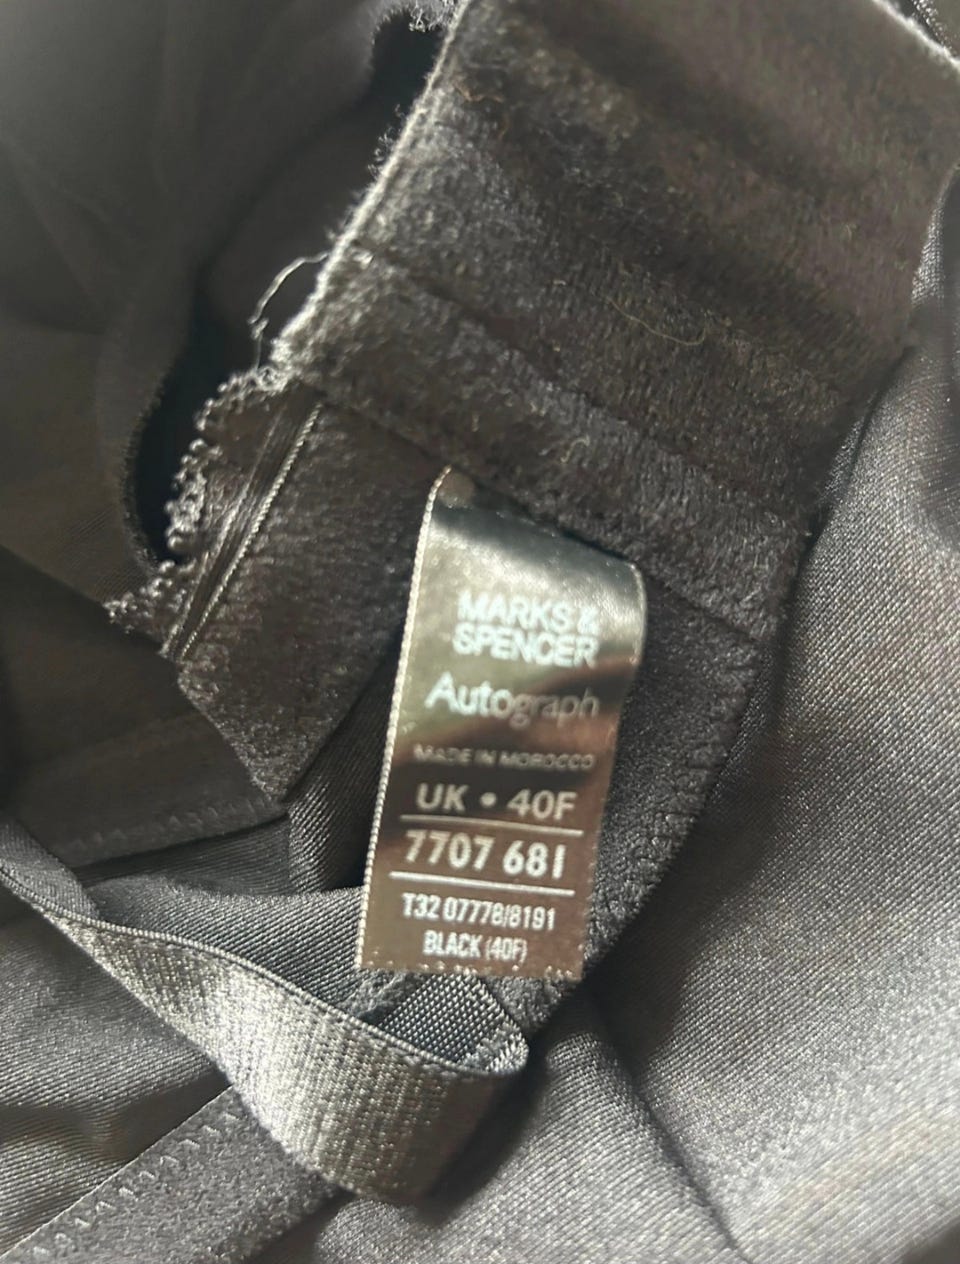 MARKS &
SPENCER
Autograph
MADE IN MOROCCO
UK • 40F
7707 681
T32 07778/8191
BLACK (40F)